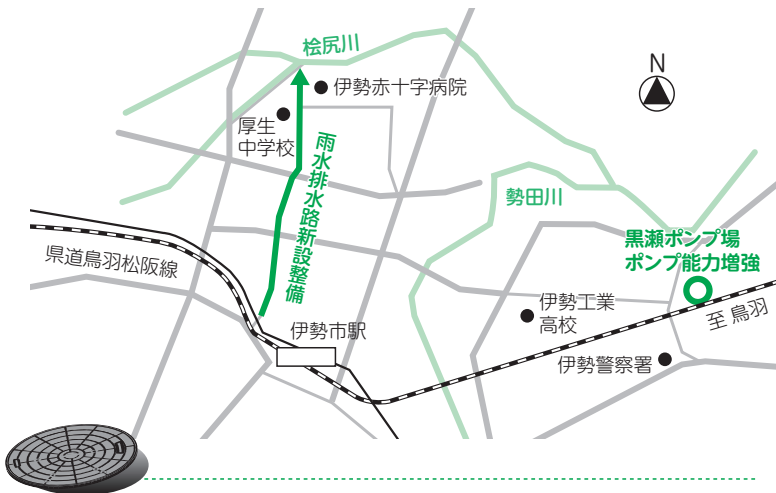 桧尻川
N
伊勢赤十字病院
厚生
中学校
雨水排水路新設整備
勢田川
黒瀬ポンプ場
ポンプ能力増強
県道鳥羽松阪線
伊勢工業
高校
至 鳥羽
伊勢市駅
伊勢警察署